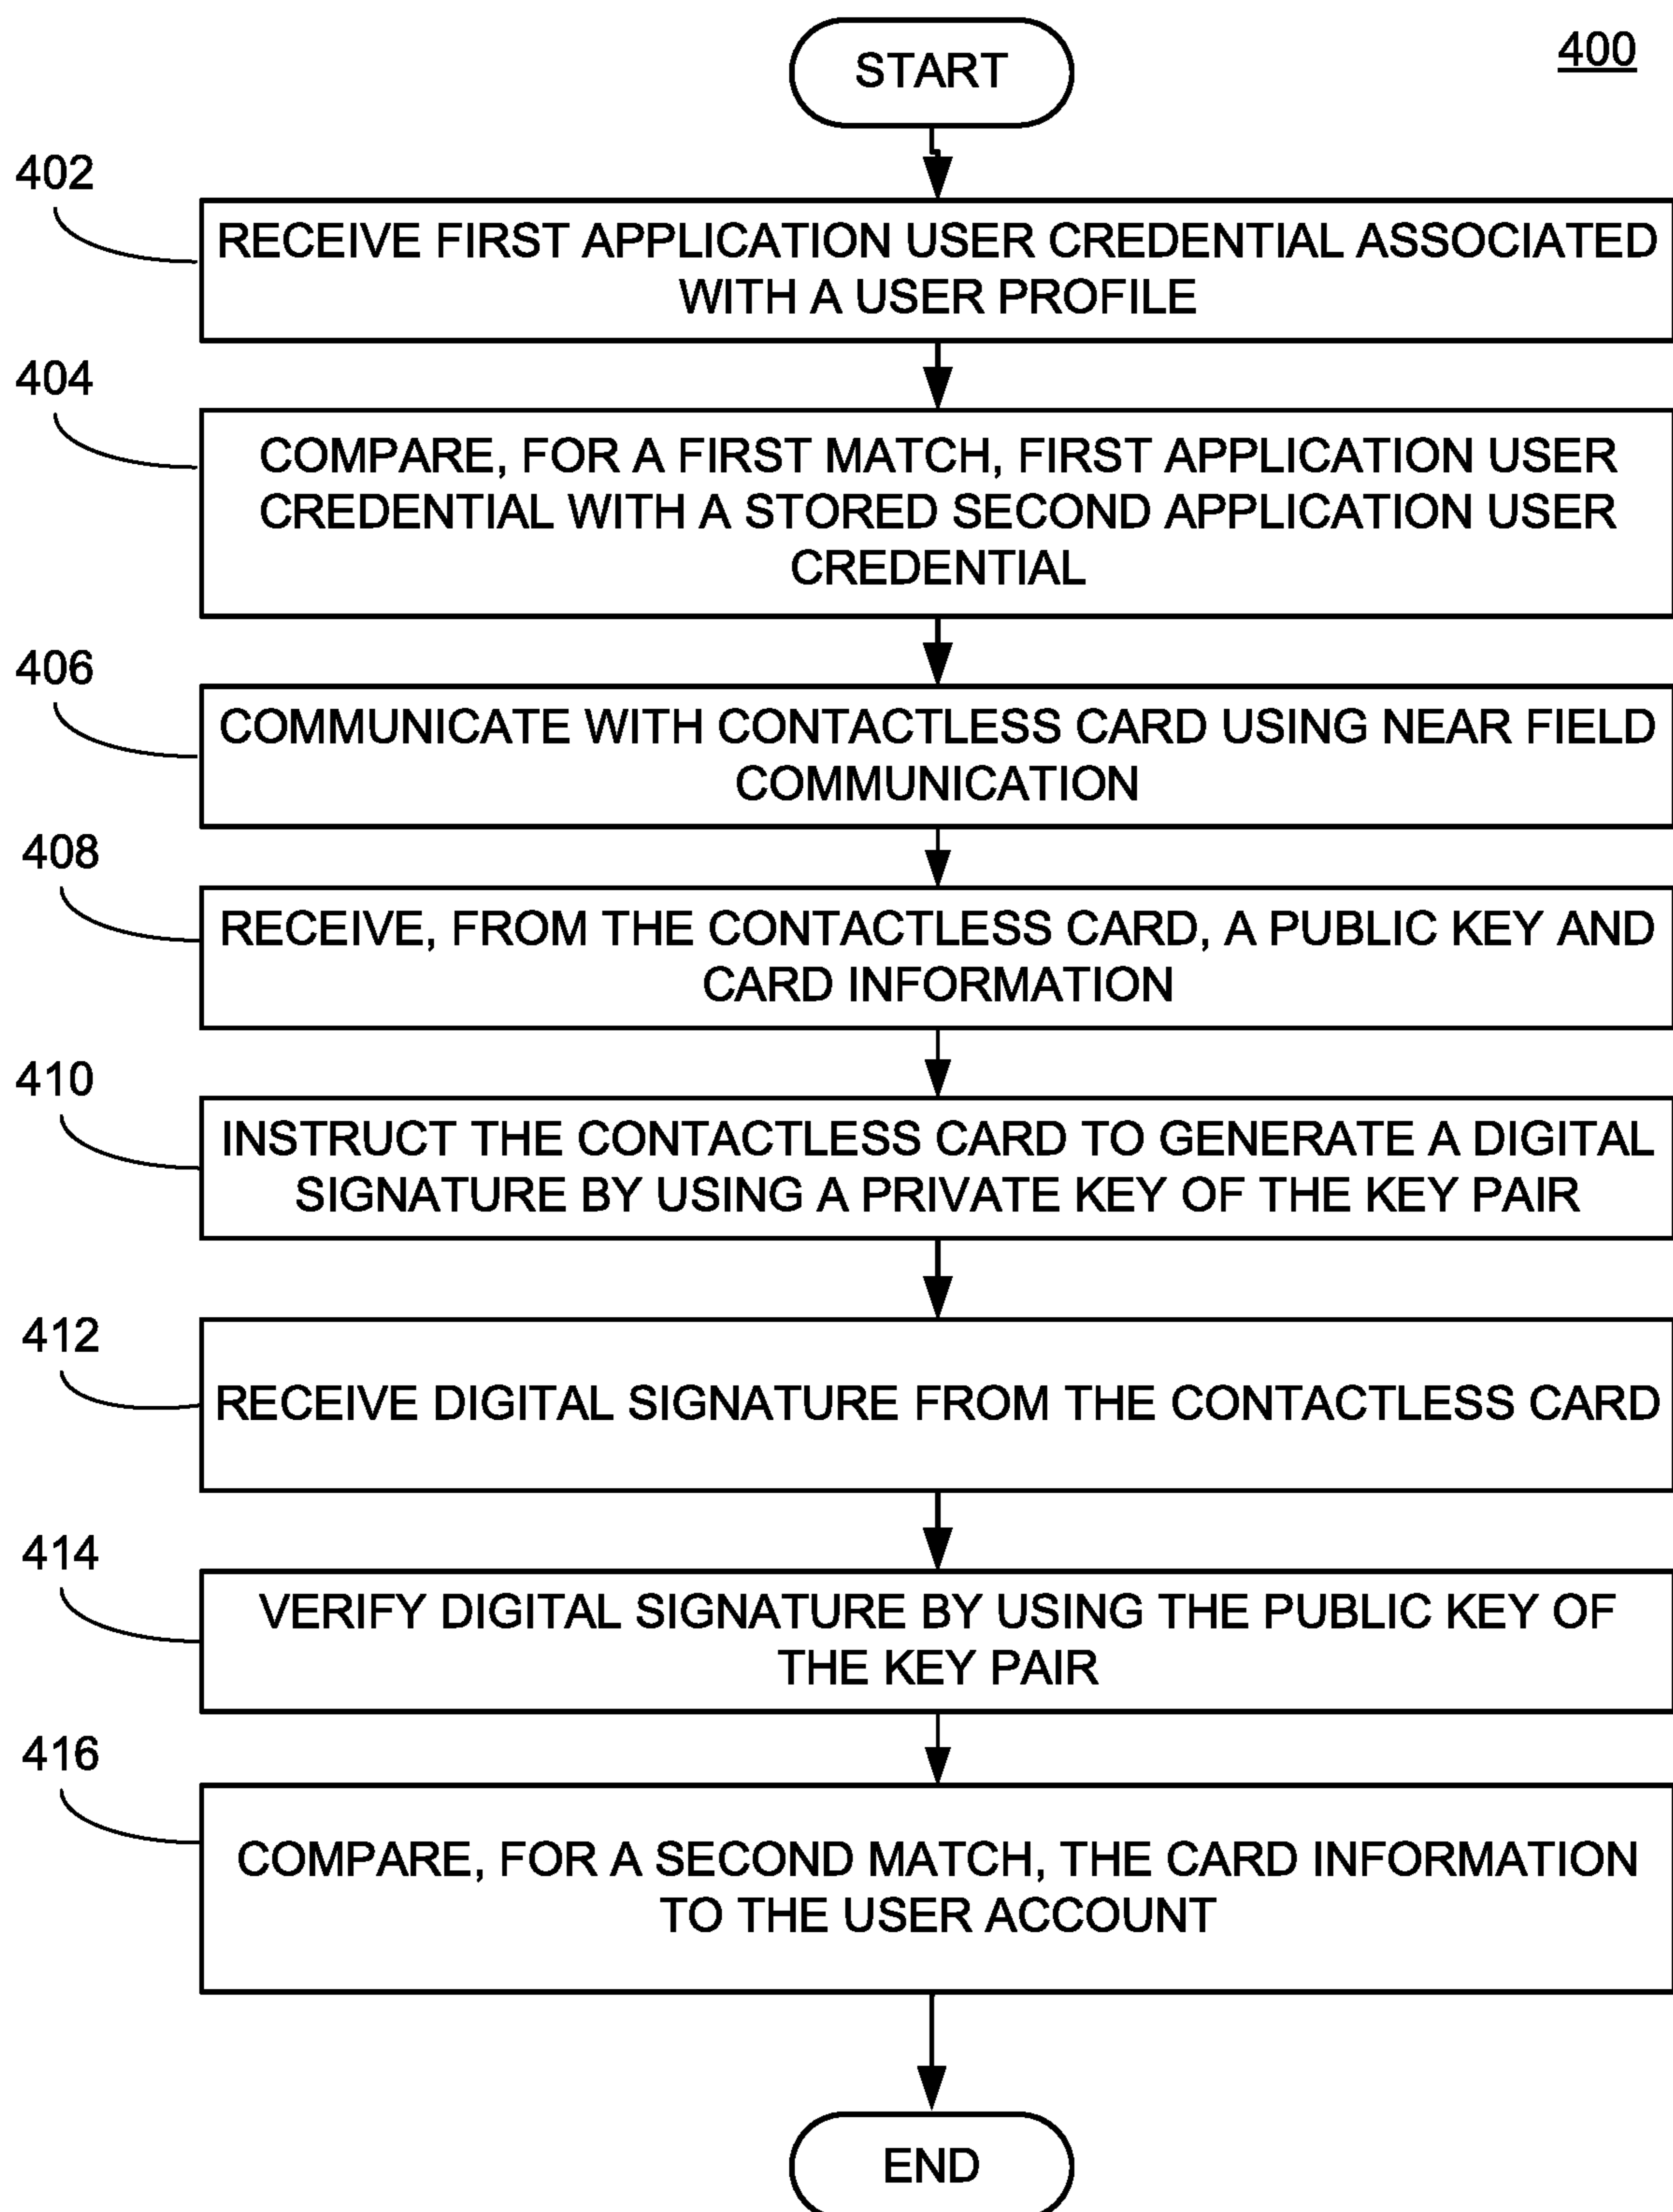 START
400
402
RECEIVE FIRST APPLICATION USER CREDENTIAL ASSOCIATED
WITH A USER PROFILE
404
COMPARE, FOR A FIRST MATCH, FIRST APPLICATION USER
CREDENTIAL WITH A STORED SECOND APPLICATION USER
CREDENTIAL
406
COMMUNICATE WITH CONTACTLESS CARD USING NEAR FIELD
COMMUNICATION
408
RECEIVE, FROM THE CONTACTLESS CARD, A PUBLIC KEY AND
CARD INFORMATION
410
INSTRUCT THE CONTACTLESS CARD TO GENERATE A DIGITAL
SIGNATURE BY USING A PRIVATE KEY OF THE KEY PAIR
412
RECEIVE DIGITAL SIGNATURE FROM THE CONTACTLESS CARD
414
VERIFY DIGITAL SIGNATURE BY USING THE PUBLIC KEY OF
THE KEY PAIR
416
COMPARE, FOR A SECOND MATCH, THE CARD INFORMATION
TO THE USER ACCOUNT
END